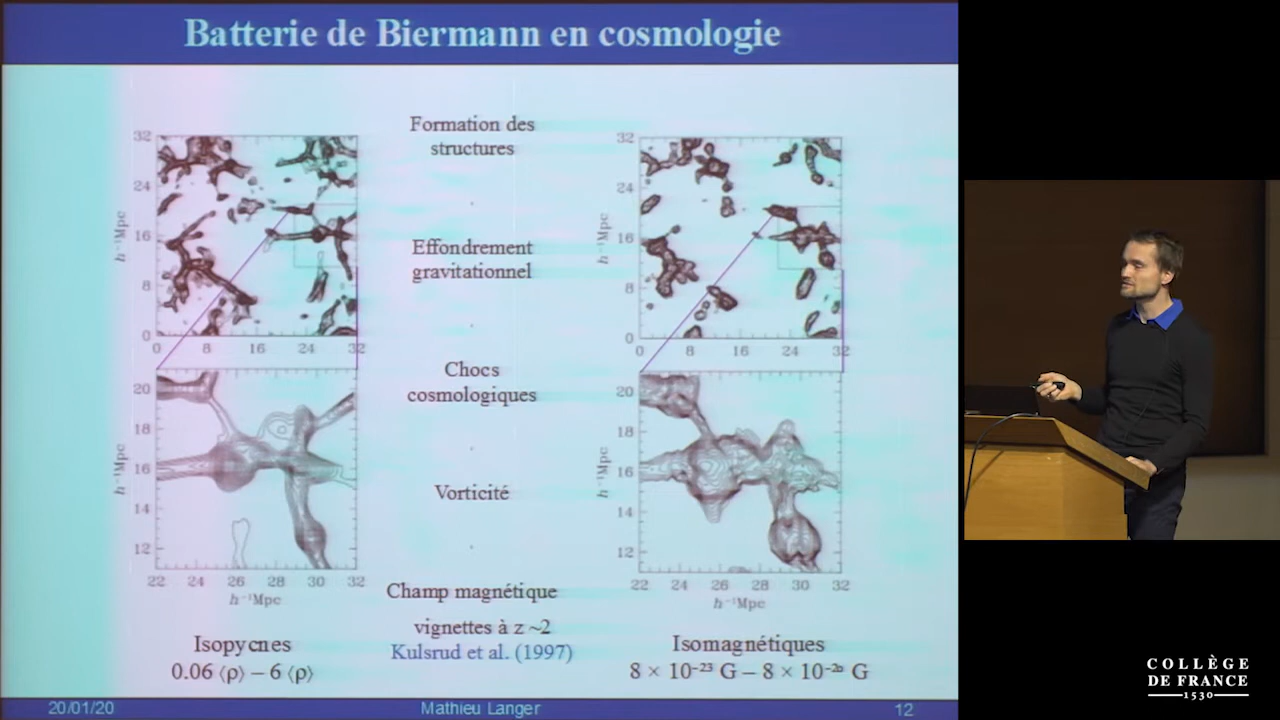 Batterie de Biermann en cosmologie
Formation des
structures
Effondrement
gravitationnel
Chocs
cosmologiques
Vorticité
Champ magnétique
vignettes à z ~2
Kulsrud et al. (1997)
32
24
16
8
0
h⁻¹Mpc
0 8 16 24 32
20
18
16
14
12
h⁻¹Mpc
22 24 26 28 30 32
h⁻¹Mpc
Isopycnes
0.06 ⟨ρ⟩ – 6 ⟨ρ⟩
32
24
16
8
0
h⁻¹Mpc
0 8 16 24 32
20
18
16
14
12
h⁻¹Mpc
22 24 26 28 30 32
h⁻¹Mpc
Isomagnétiques
8 × 10⁻²³ G – 8 × 10⁻²⁰ G
20/01/20
Mathieu Langer
12
COLLÈGE
DE FRANCE
1530